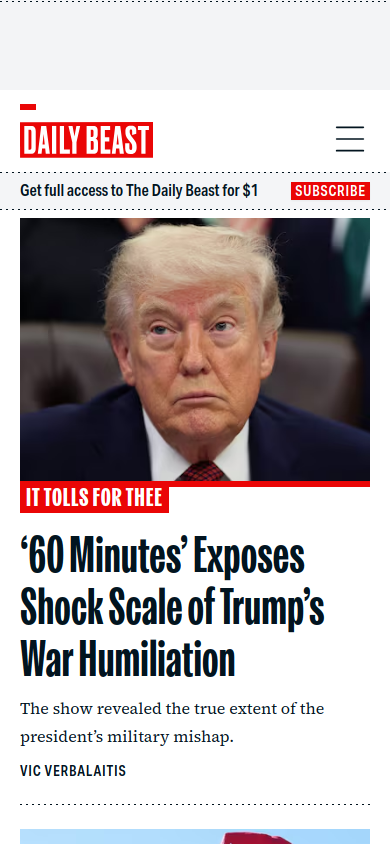 DAILY BEAST
Get full access to The Daily Beast for $1
SUBSCRIBE
IT TOLLS FOR THEE
‘60 Minutes’ Exposes
Shock Scale of Trump’s
War Humiliation
The show revealed the true extent of the
president’s military mishap.
VIC VERBALAITIS